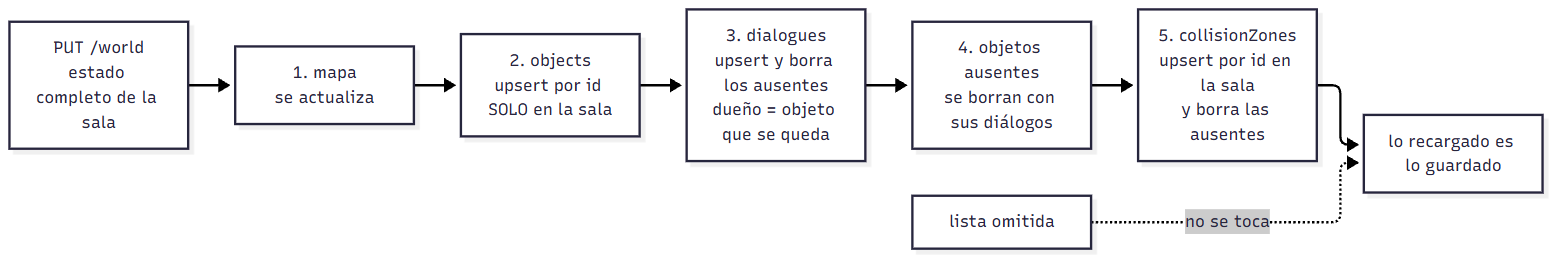 PUT /world
estado
completo de la
sala
1. mapa
se actualiza
2. objects
upsert por id
SOLO en la sala
3. dialogues
upsert y borra
los ausentes
dueño = objeto
que se queda
4. objetos
ausentes
se borran con
sus diálogos
5. collisionZones
upsert por id en
la sala
y borra las
ausentes
lo recargado es
lo guardado
lista omitida
no se toca